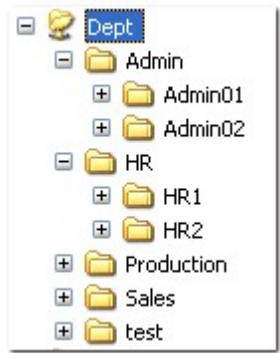 Dept
Admin
Admin01
Admin02
HR
HR1
HR2
Production
Sales
test